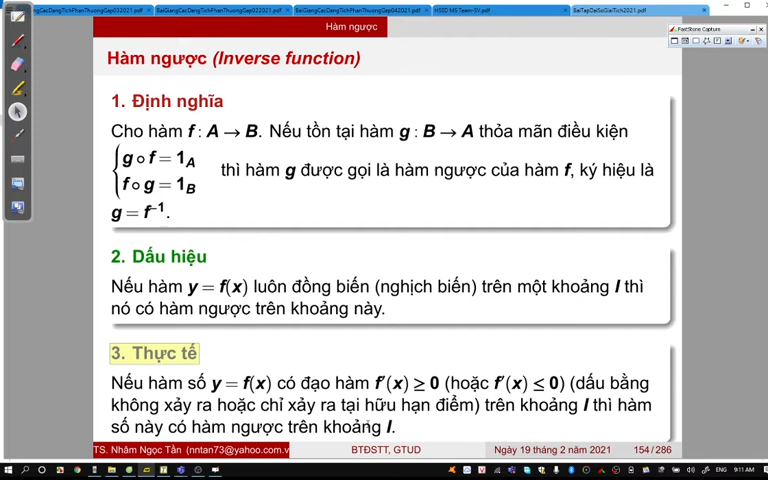 BaiGiangCacDangTichPhanThuongGap022021.pdf
BaiGiangCacDangTichPhanThuongGap042021.pdf
HSSD MS Team-SV.pdf
BaiTapDaSoGiaiTich2021.pdf
FastStone Capture
Hàm ngược
Hàm ngược (Inverse function)
1. Định nghĩa
Cho hàm f : A → B. Nếu tồn tại hàm g : B → A thỏa mãn điều kiện
g ∘ f = 1_A
f ∘ g = 1_B
thì hàm g được gọi là hàm ngược của hàm f, ký hiệu là
g = f⁻¹.
2. Dấu hiệu
Nếu hàm y = f(x) luôn đồng biến (nghịch biến) trên một khoảng I thì
nó có hàm ngược trên khoảng này.
3. Thực tế
Nếu hàm số y = f(x) có đạo hàm f′(x) ≥ 0 (hoặc f′(x) ≤ 0) (dấu bằng
không xảy ra hoặc chỉ xảy ra tại hữu hạn điểm) trên khoảng I thì hàm
số này có hàm ngược trên khoảng I.
TS. Nhâm Ngọc Tần (nntan73@yahoo.com.v
BTĐSTT, GTUD
Ngày 19 tháng 2 năm 2021
154 / 286
ENG
9:11 AM